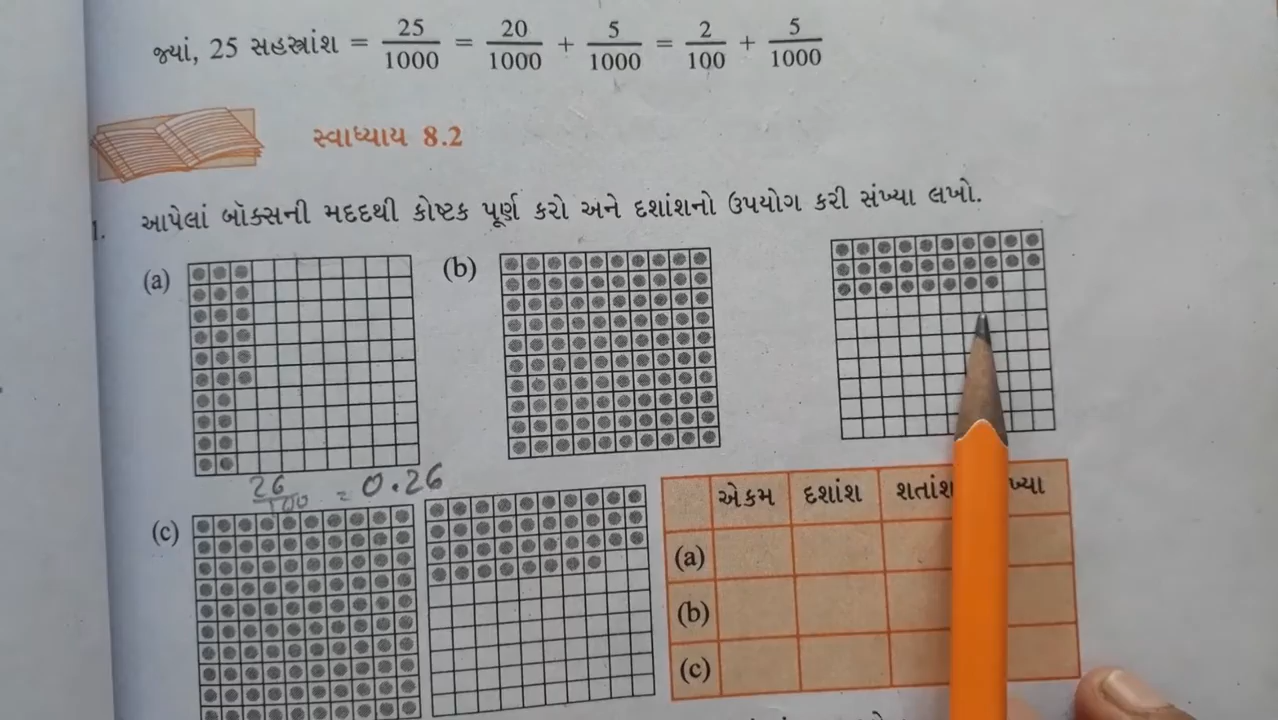 જ્યાં, 25 સહસ્ત્રાંશ = 25/1000 = 20/1000 + 5/1000 = 2/100 + 5/1000
સ્વાધ્યાય 8.2
1. આપેલાં બૉક્સની મદદથી કોષ્ટક પૂર્ણ કરો અને દશાંશનો ઉપયોગ કરી સંખ્યા લખો.
(a) (b)
26/100 = 0.26
(c)
એકમ દશાંશ શતાંશ ખ્યા
(a)
(b)
(c)